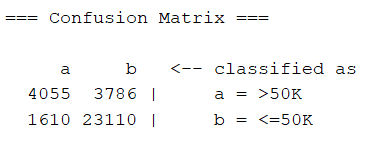 === Confusion Matrix ===
a b <-- classified as
4055 3786 | a = >50K
1610 23110 | b = <=50K